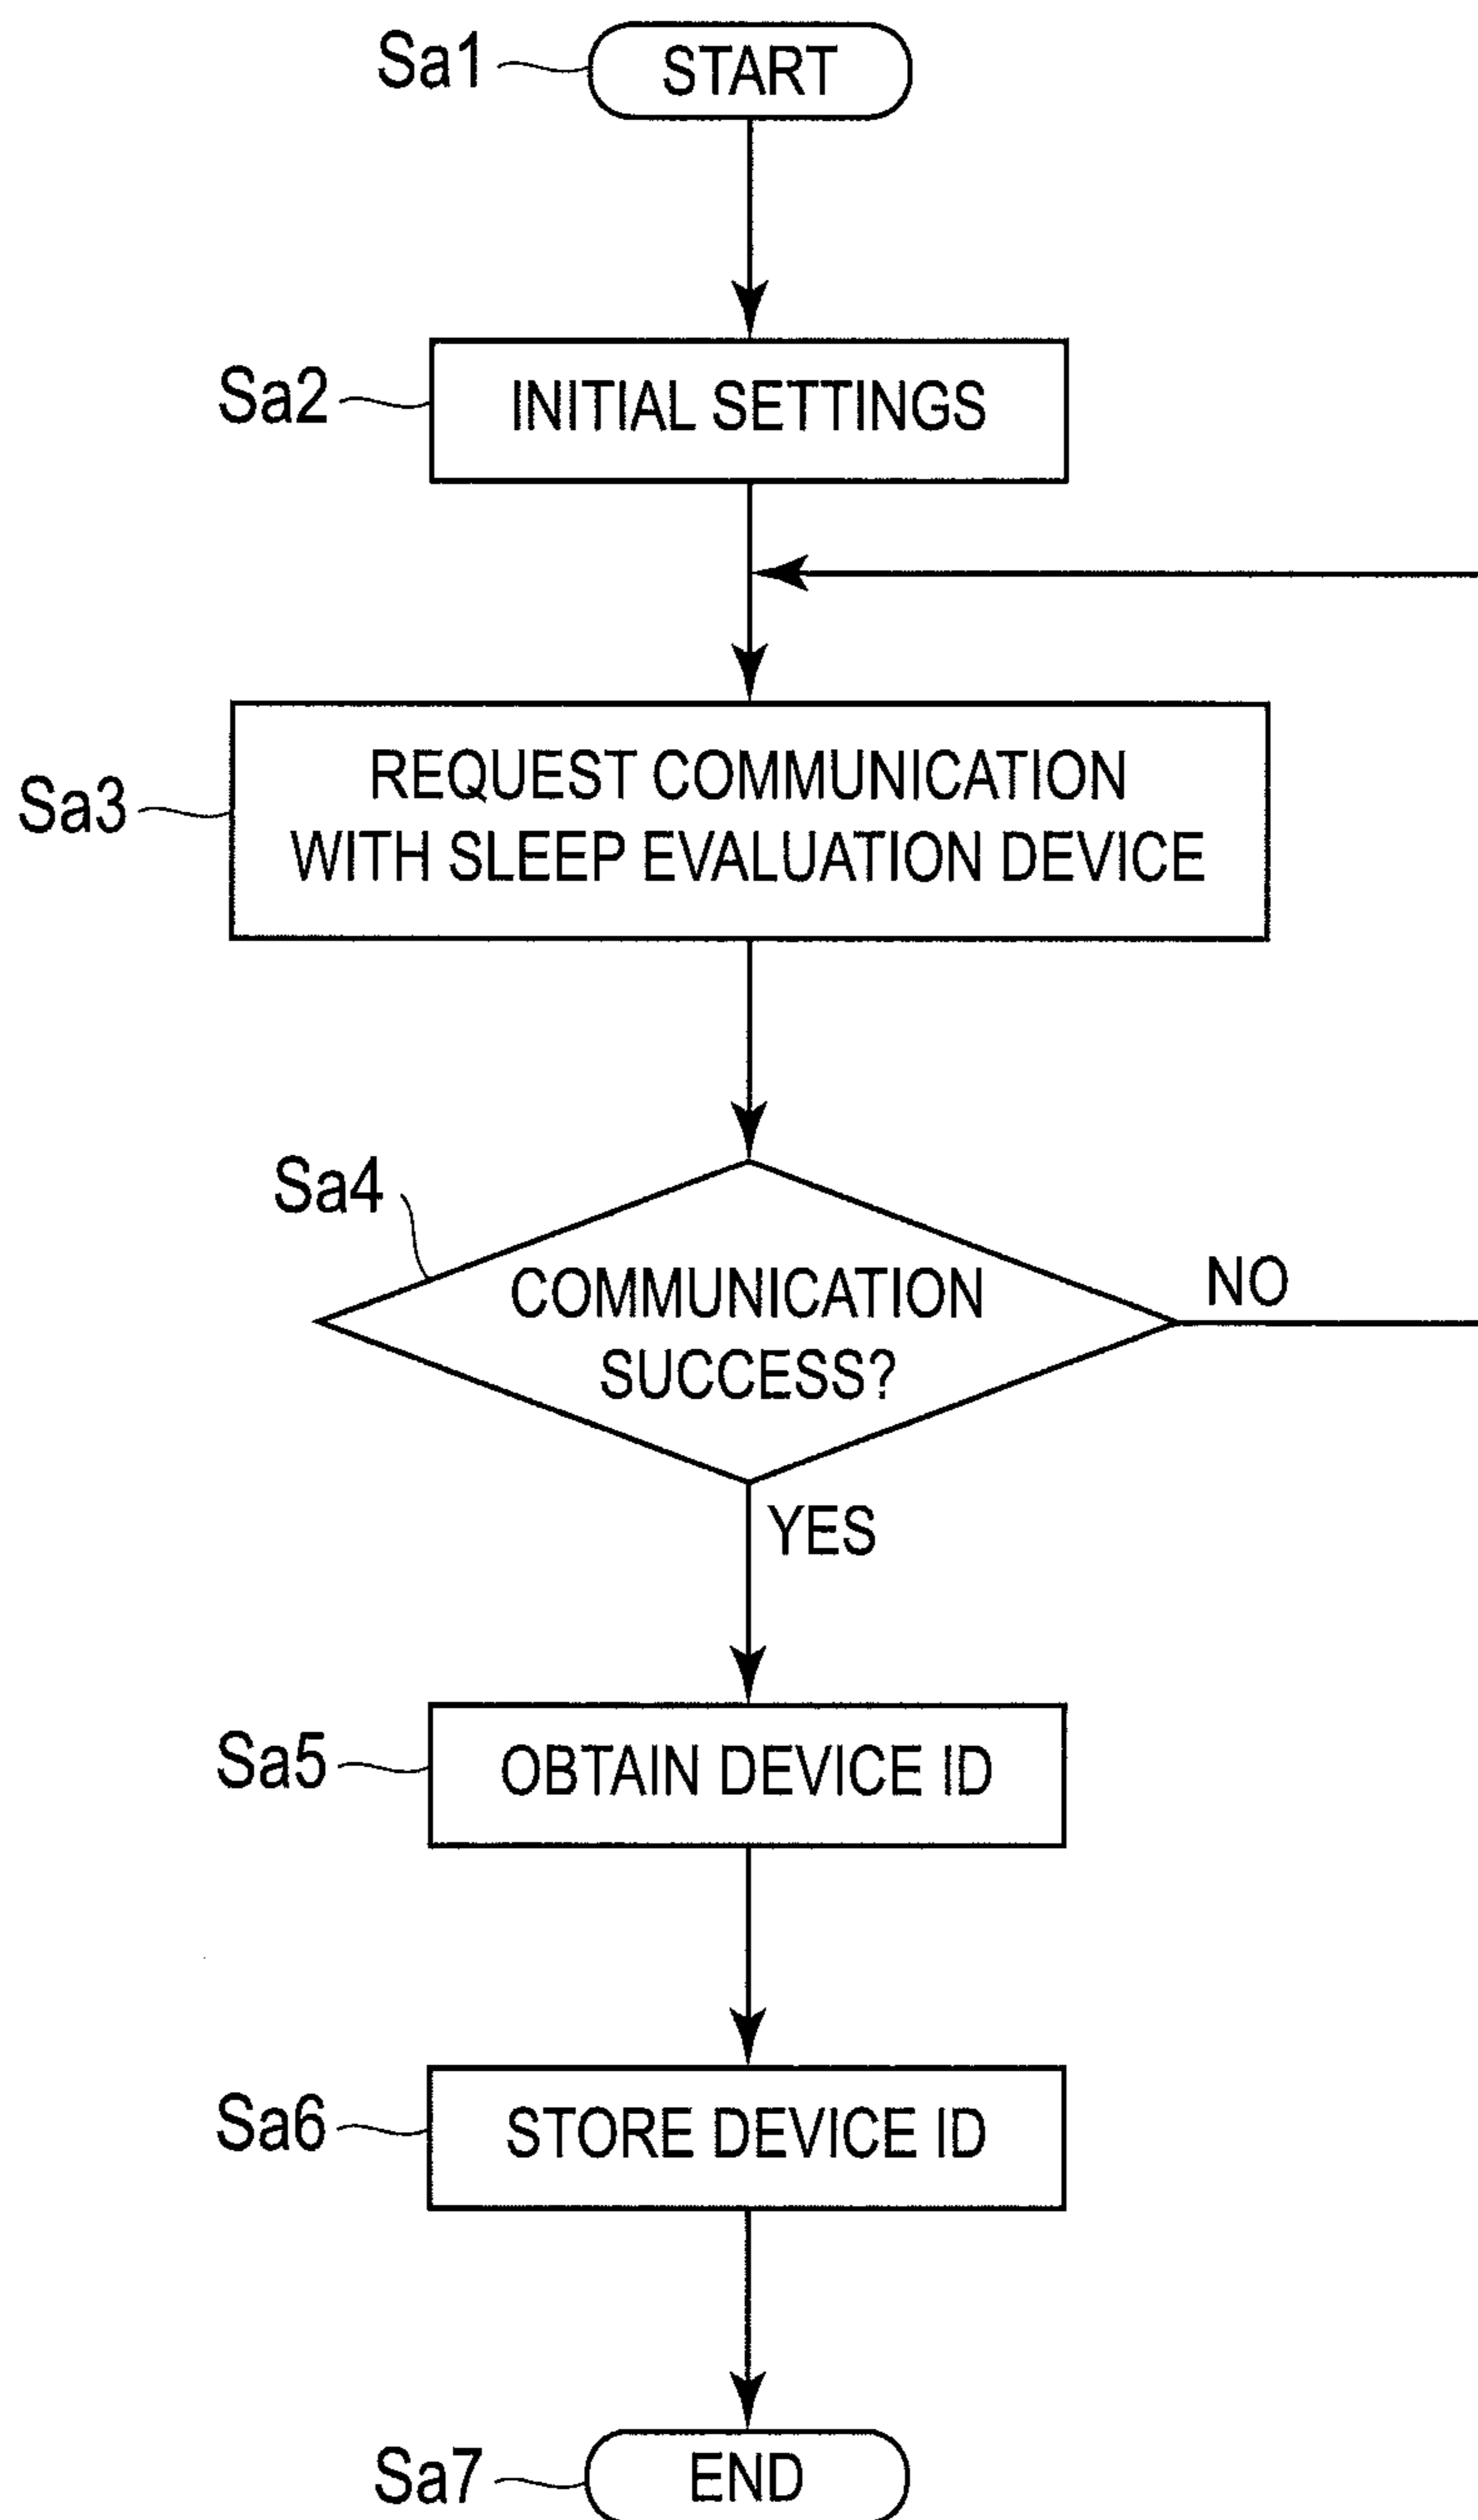 Sa1
START
Sa2
INITIAL SETTINGS
Sa3
REQUEST COMMUNICATION
WITH SLEEP EVALUATION DEVICE
Sa4
COMMUNICATION
SUCCESS?
NO
YES
Sa5
OBTAIN DEVICE ID
Sa6
STORE DEVICE ID
Sa7
END